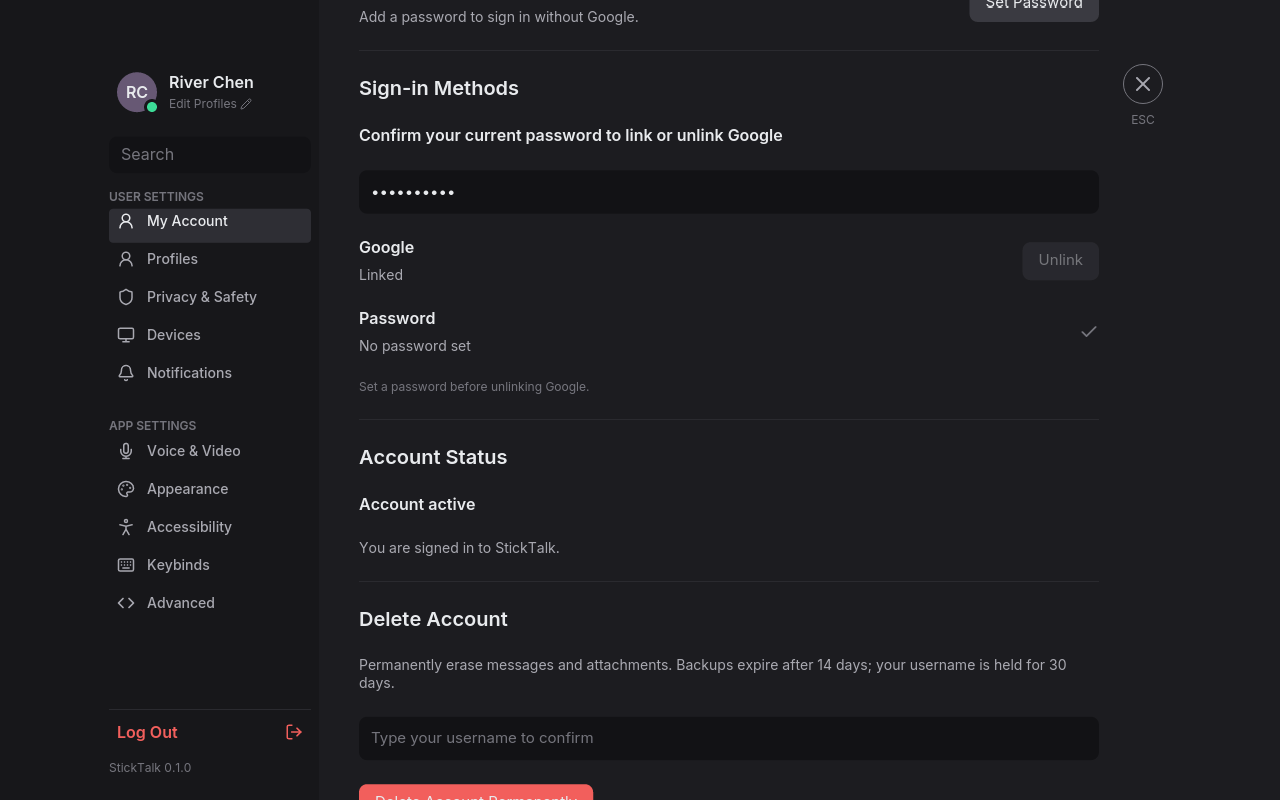 RC
River Chen
Edit Profiles
Search
USER SETTINGS
My Account
Profiles
Privacy & Safety
Devices
Notifications
APP SETTINGS
Voice & Video
Appearance
Accessibility
Keybinds
Advanced
Log Out
StickTalk 0.1.0
Add a password to sign in without Google.
Set Password
Sign-in Methods
Confirm your current password to link or unlink Google
••••••••••
Google
Linked
Unlink
Password
No password set
Set a password before unlinking Google.
Account Status
Account active
You are signed in to StickTalk.
Delete Account
Permanently erase messages and attachments. Backups expire after 14 days; your username is held for 30
days.
Type your username to confirm
Delete Account Permanently
ESC